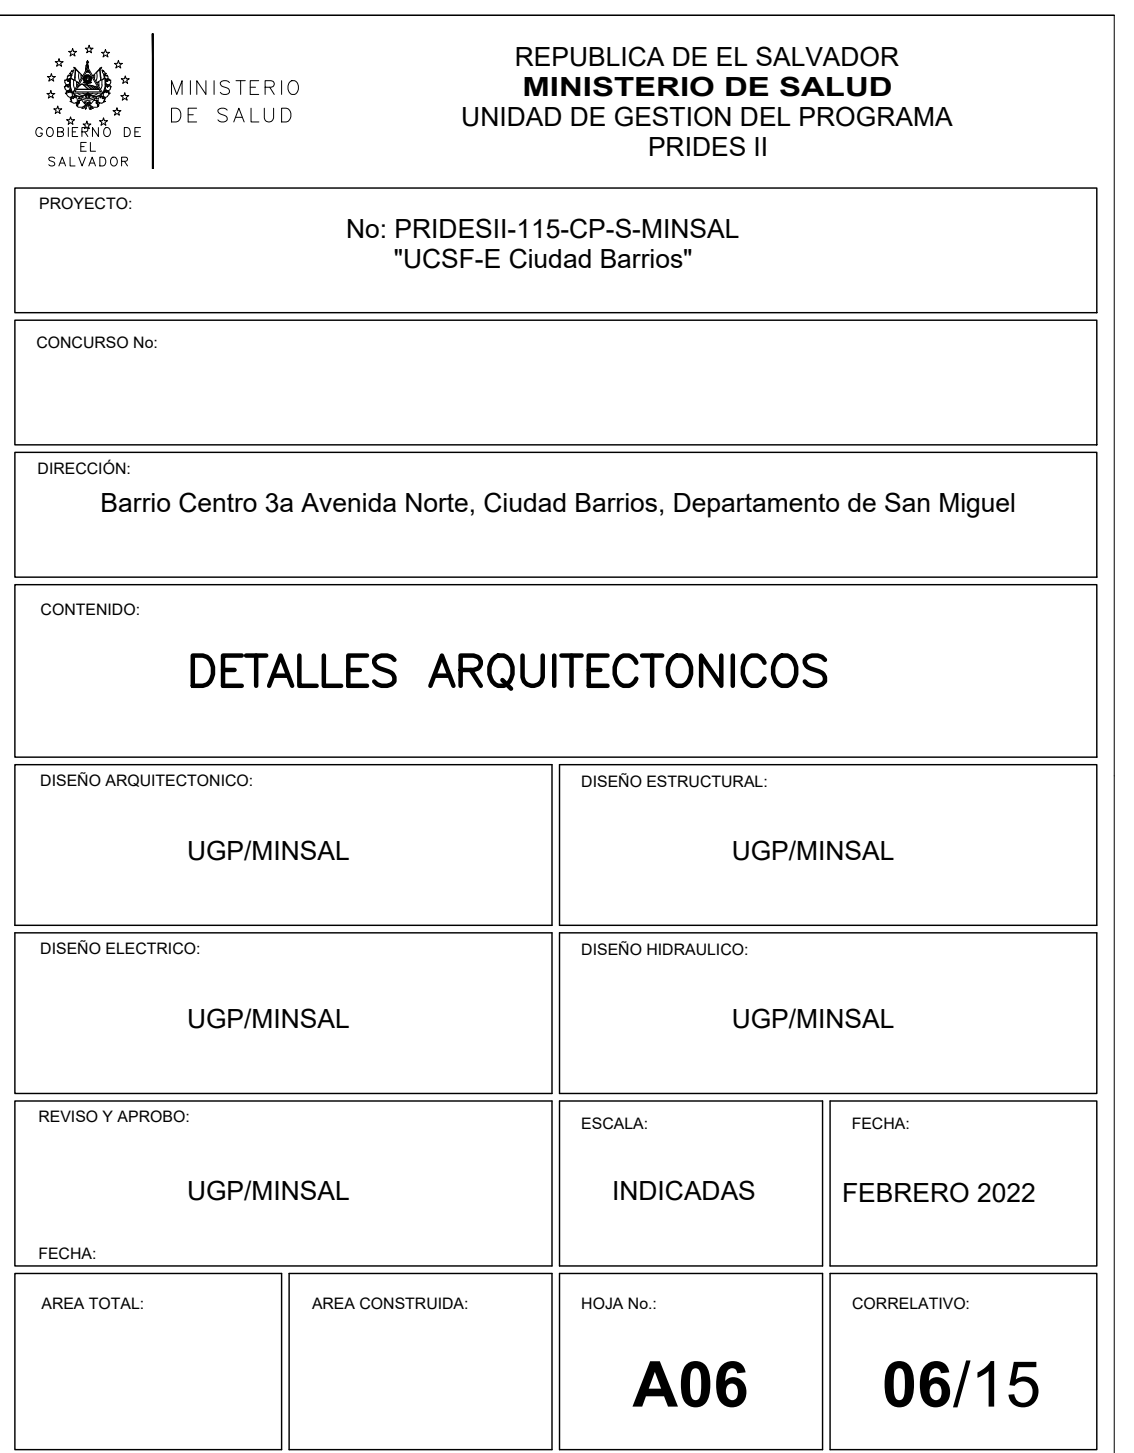 GOBIERNO DE
EL
SALVADOR
MINISTERIO
DE SALUD
REPUBLICA DE EL SALVADOR
MINISTERIO DE SALUD
UNIDAD DE GESTION DEL PROGRAMA
PRIDES II
PROYECTO:
No: PRIDESII-115-CP-S-MINSAL
"UCSF-E Ciudad Barrios"
CONCURSO No:
DIRECCIÓN:
Barrio Centro 3a Avenida Norte, Ciudad Barrios, Departamento de San Miguel
CONTENIDO:
DETALLES ARQUITECTONICOS
DISEÑO ARQUITECTONICO:
UGP/MINSAL
DISEÑO ESTRUCTURAL:
UGP/MINSAL
DISEÑO ELECTRICO:
UGP/MINSAL
DISEÑO HIDRAULICO:
UGP/MINSAL
REVISO Y APROBO:
UGP/MINSAL
FECHA:
ESCALA:
INDICADAS
FECHA:
FEBRERO 2022
AREA TOTAL:
AREA CONSTRUIDA:
HOJA No.:
A06
CORRELATIVO:
06/15